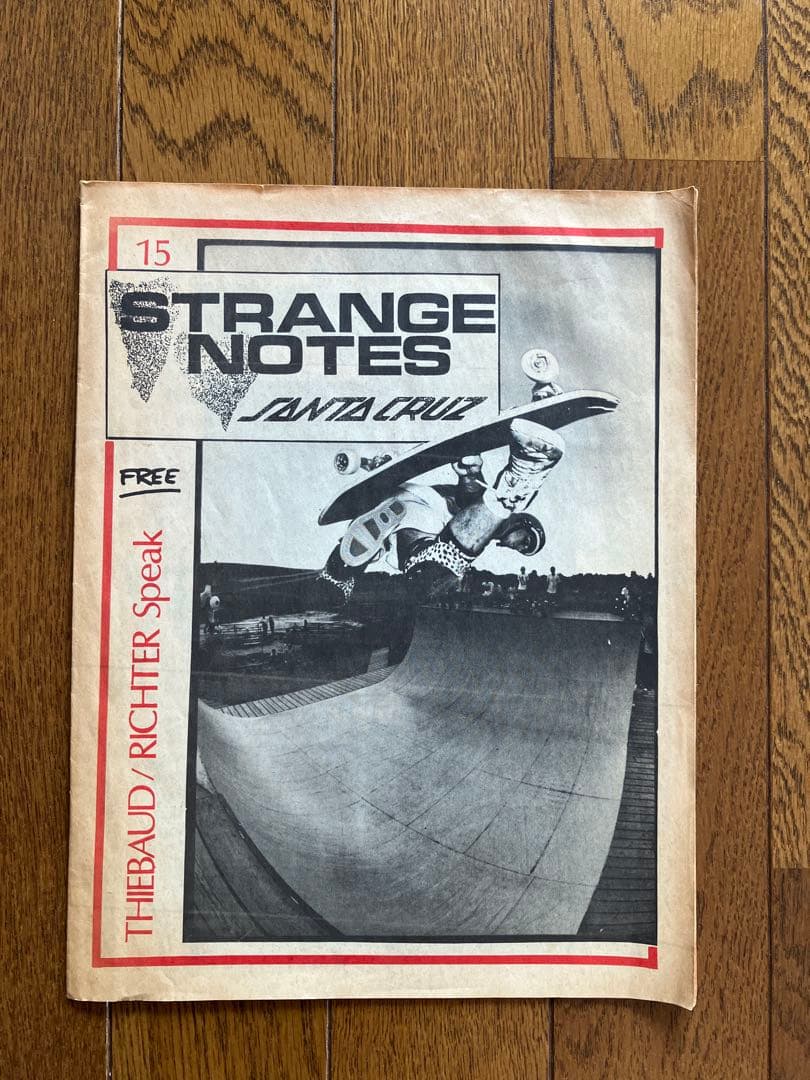 15
STRANGE
NOTES
SANTA CRUZ
FREE
THIEBAUD / RICHTER Speak